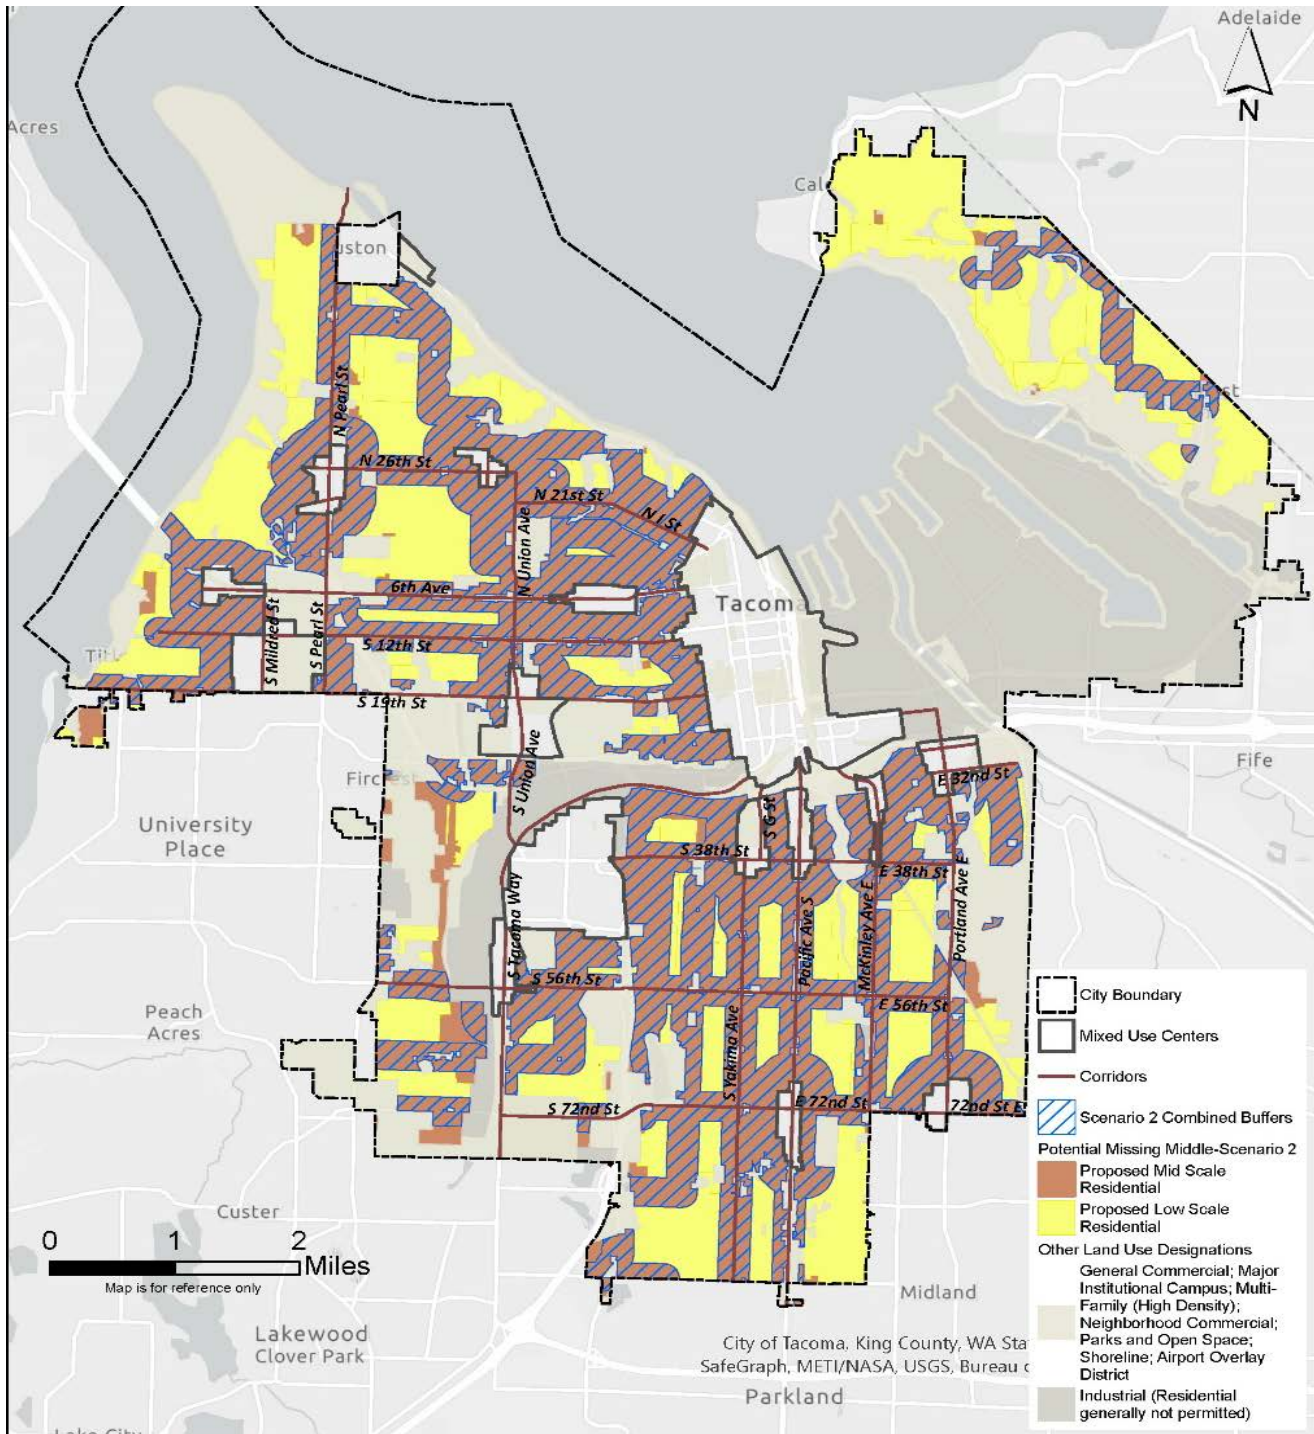 Adelaide
N
Acres
Cal
uston
st
N Pearl St
N 26th St
N 21st St
N I St
N Union Ave
6th Ave
Tacoma
S Mildred St
S Pearl St
S 12th St
Titl
S 19th St
S Union Ave
Fircrest
Fife
E 32nd St
University
Place
S G St
S 38th St
E 38th St
S Tacoma Way
Pacific Ave S
McKinley Ave E
Portland Ave E
S 56th St
E 56th St
Peach
Acres
S Yakima Ave
S 72nd St
E 72nd St
72nd St E
City Boundary
Mixed Use Centers
Corridors
Scenario 2 Combined Buffers
Potential Missing Middle-Scenario 2
Proposed Mid Scale
Residential
Proposed Low Scale
Residential
Other Land Use Designations
General Commercial; Major
Institutional Campus; Multi-
Family (High Density);
Neighborhood Commercial;
Parks and Open Space;
Shoreline; Airport Overlay
District
Industrial (Residential
generally not permitted)
Custer
0 1 2
Miles
Map is for reference only
Midland
Lakewood
Clover Park
City of Tacoma, King County, WA Sta
SafeGraph, METI/NASA, USGS, Bureau o
Parkland